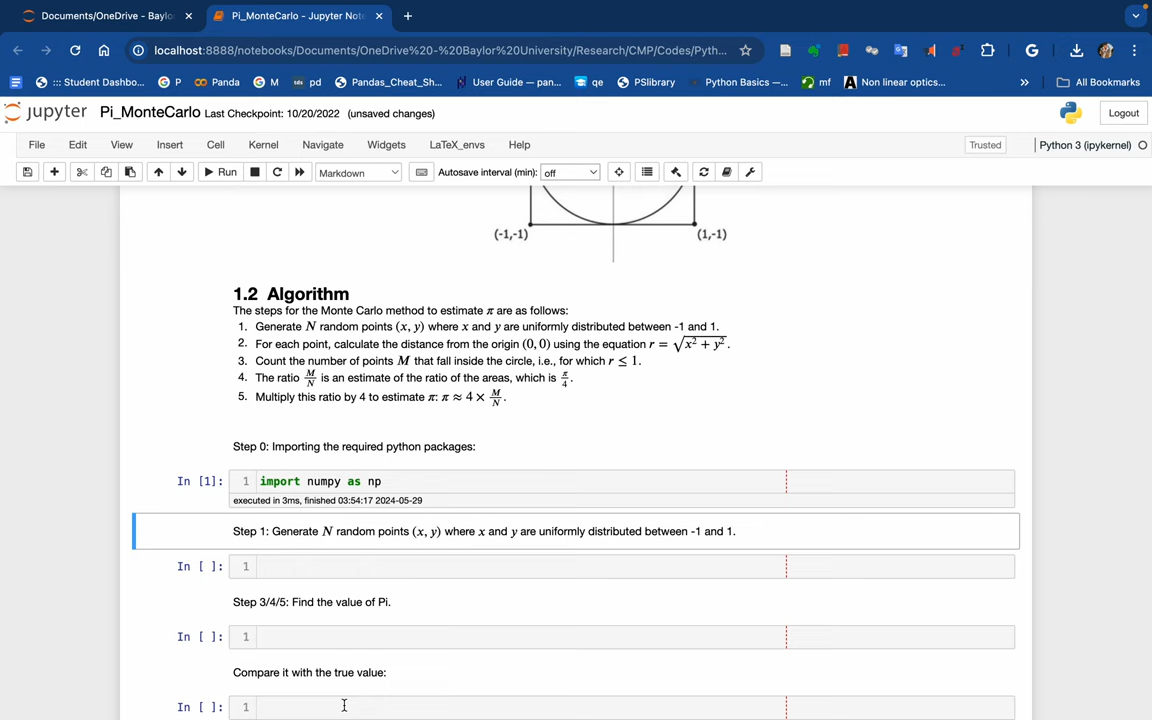 Documents/OneDrive - Baylo
Pi_MonteCarlo - Jupyter Not
localhost:8888/notebooks/Documents/OneDrive%20-%20Baylor%20University/Research/CMP/Codes/Pyth...
::: Student Dashbo...
P
Panda
M
pd
Pandas_Cheat_Sh...
User Guide — pan...
qe
PSlibrary
Python Basics —...
mf
Non linear optics...
»
All Bookmarks
jupyter Pi_MonteCarlo Last Checkpoint: 10/20/2022 (unsaved changes)
Logout
File Edit View Insert Cell Kernel Navigate Widgets LaTeX_envs Help
Trusted
Python 3 (ipykernel)
Run
Markdown
Autosave interval (min): off
(-1,-1)
(1,-1)
1.2 Algorithm
The steps for the Monte Carlo method to estimate π are as follows:
1. Generate N random points (x, y) where x and y are uniformly distributed between -1 and 1.
2. For each point, calculate the distance from the origin (0, 0) using the equation r = √x² + y².
3. Count the number of points M that fall inside the circle, i.e., for which r ≤ 1.
4. The ratio M/N is an estimate of the ratio of the areas, which is π/4.
5. Multiply this ratio by 4 to estimate π: π ≈ 4 × M/N.
Step 0: Importing the required python packages:
In [1]: 1 import numpy as np
executed in 3ms, finished 03:54:17 2024-05-29
Step 1: Generate N random points (x, y) where x and y are uniformly distributed between -1 and 1.
In [ ]: 1
Step 3/4/5: Find the value of Pi.
In [ ]: 1
Compare it with the true value:
In [ ]: 1